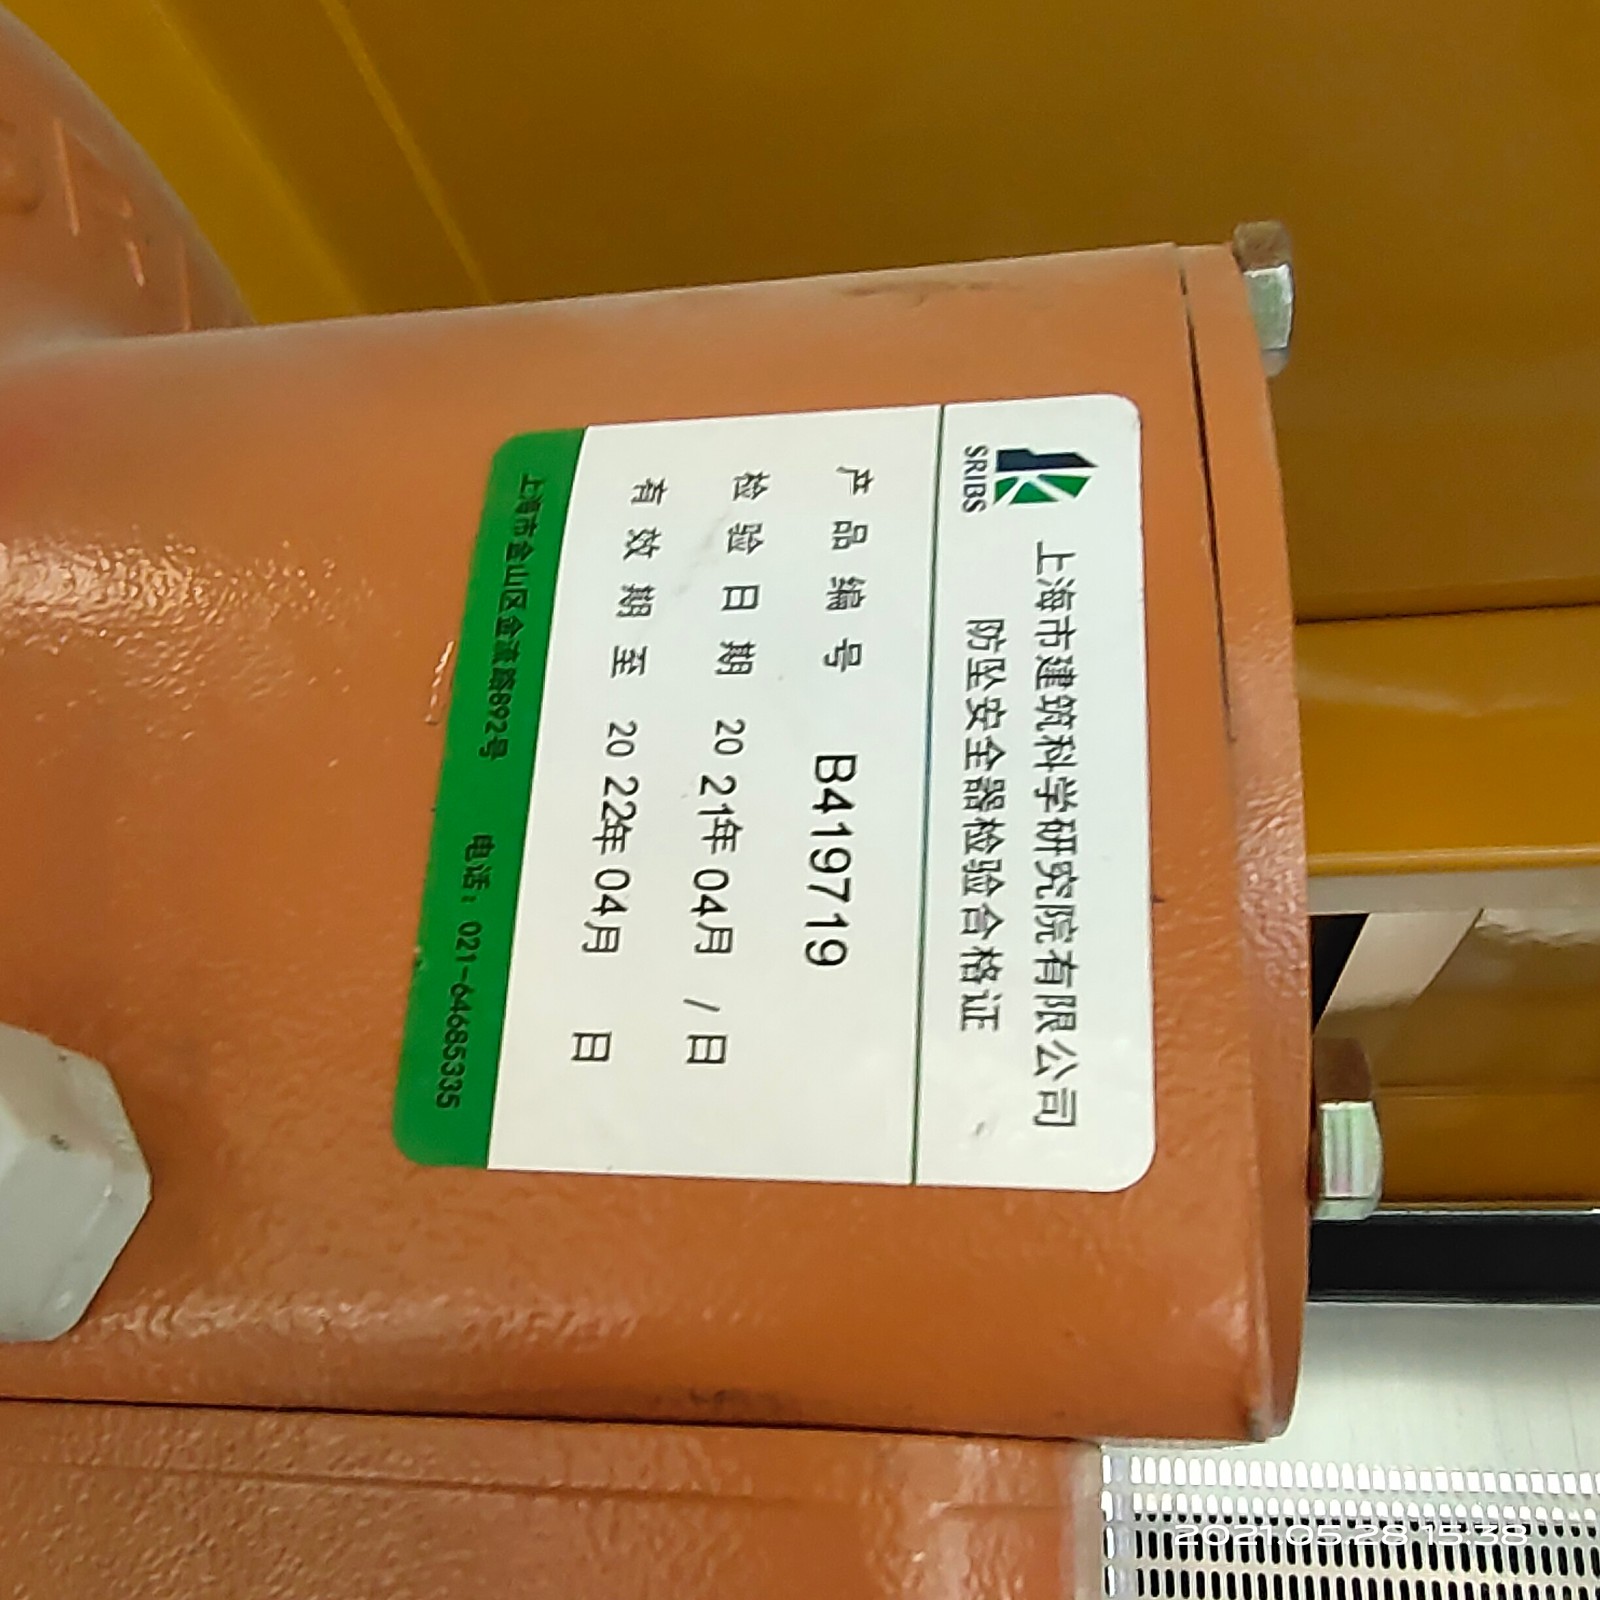 SRIBS
上海市建筑科学研究院有限公司
防坠安全器检验合格证
产品编号 B419719
检验日期 2021年04月/日
有效期至 2022年04月 日
上海市金山区金流路892号 电话：021-64685335
2021.05.28 15:38